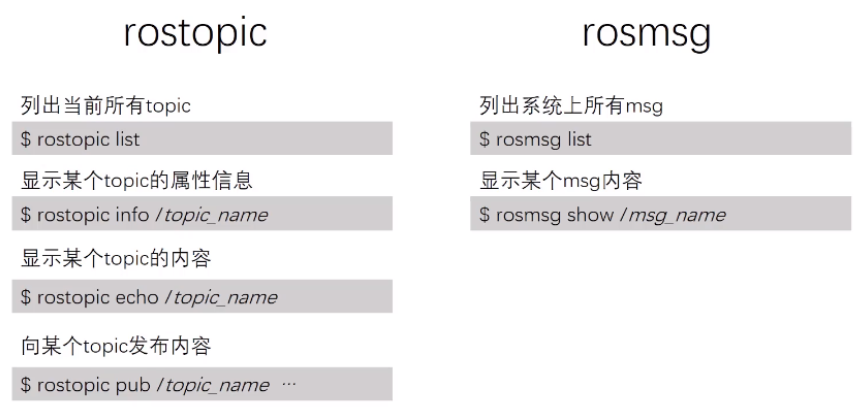 rostopic
列出当前所有topic
$ rostopic list
显示某个topic的属性信息
$ rostopic info /topic_name
显示某个topic的内容
$ rostopic echo /topic_name
向某个topic发布内容
$ rostopic pub /topic_name …
rosmsg
列出系统上所有msg
$ rosmsg list
显示某个msg内容
$ rosmsg show /msg_name